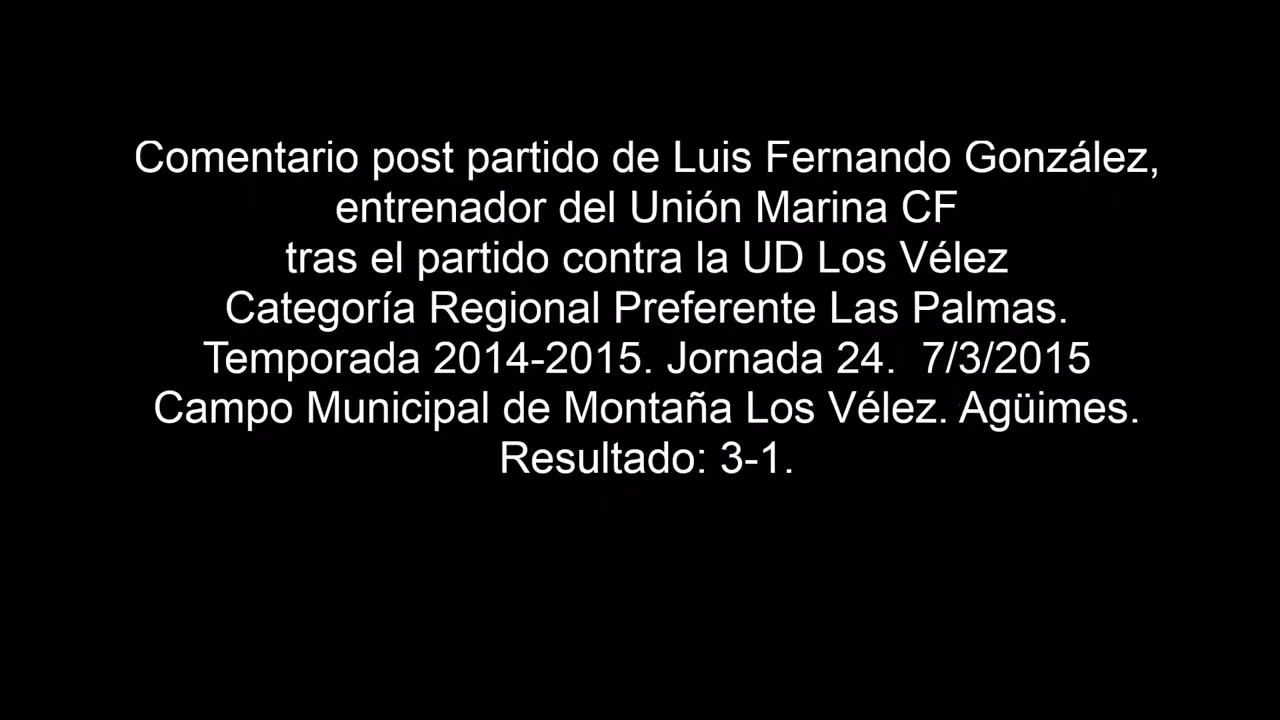 Comentario post partido de Luis Fernando González,
entrenador del Unión Marina CF
tras el partido contra la UD Los Vélez
Categoría Regional Preferente Las Palmas.
Temporada 2014-2015. Jornada 24.  7/3/2015
Campo Municipal de Montaña Los Vélez. Agüimes.
Resultado: 3-1.